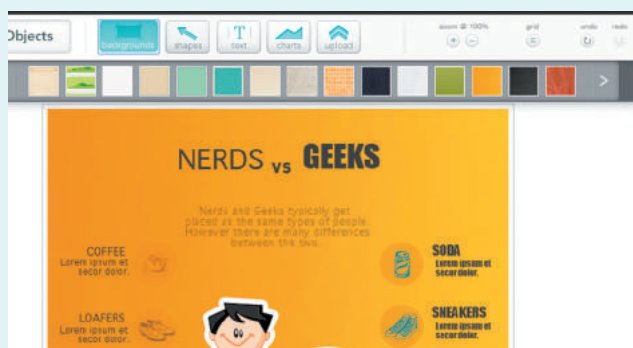 Objects
backgrounds
shapes
text
charts
upload
zoom @ 100%
grid
undo
redo
NERDS vs GEEKS
Nerds and Geeks typically get
placed as the same types of people.
However there are many differences
between the two.
COFFEE
Lorem ipsum et
secor dolor.
SODA
Lorem ipsum et
secor dolor.
LOAFERS
Lorem ipsum et
secor dolor.
SNEAKERS
Lorem ipsum et
secor dolor.